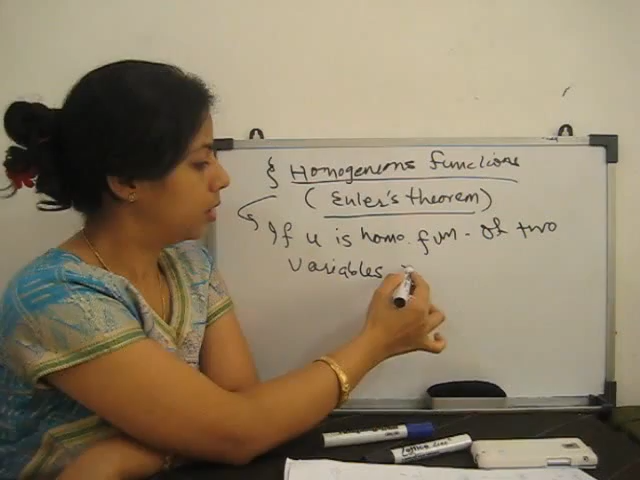 { Homogeneous functions
( Euler's theorem )
If u is homo. fun - of two
variables